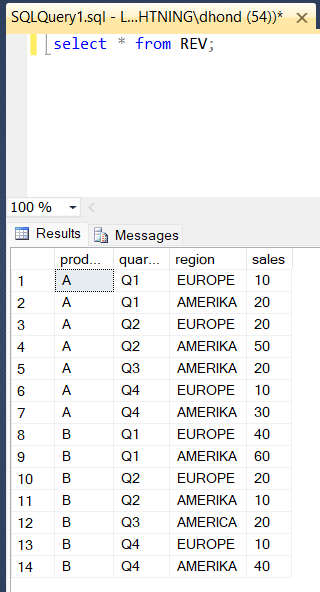 SQLQuery1.sql - L...HTNING\dhond (54))*
select * from REV;
100 %
Results Messages
prod... quar... region sales
1 A Q1 EUROPE 10
2 A Q1 AMERIKA 20
3 A Q2 EUROPE 20
4 A Q2 AMERIKA 50
5 A Q3 AMERIKA 20
6 A Q4 EUROPE 10
7 A Q4 AMERIKA 30
8 B Q1 EUROPE 40
9 B Q1 AMERIKA 60
10 B Q2 EUROPE 20
11 B Q2 AMERIKA 10
12 B Q3 AMERICA 20
13 B Q4 EUROPE 10
14 B Q4 AMERIKA 40